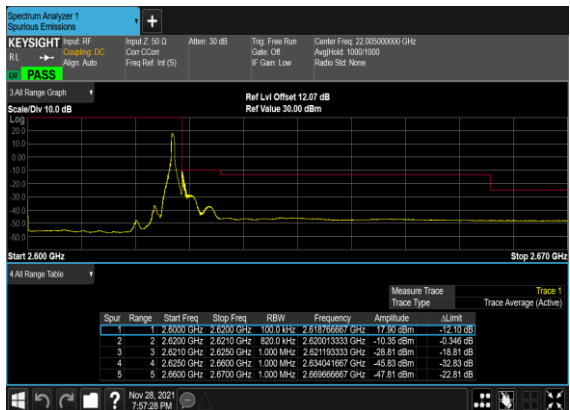 Spectrum Analyzer 1
Spurious Emissions
KEYSIGHT Input: RF Input Z: 50 Ω Atten: 30 dB Trig: Free Run Center Freq: 22.005000000 GHz
RL Coupling: DC Corr CCorr Gate: Off Avg|Hold: 1000/1000
Align: Auto Freq Ref: Int (S) IF Gain: Low Radio Std: None
PASS
3 All Range Graph
Ref Lvl Offset 12.07 dB
Scale/Div 10.0 dB Ref Value 30.00 dBm
Log
20.0
10.0
0.00
-10.0
-20.0
-30.0
-40.0
-50.0
-60.0
Start 2.600 GHz Stop 2.670 GHz
4 All Range Table
Measure Trace Trace 1
Trace Type Trace Average (Active)
Spur Range Start Freq Stop Freq RBW Frequency Amplitude ΔLimit
1 1 2.6000 GHz 2.6200 GHz 100.0 kHz 2.618766667 GHz 17.90 dBm -12.10 dB
2 2 2.6200 GHz 2.6210 GHz 820.0 kHz 2.620013333 GHz -10.35 dBm -0.346 dB
3 3 2.6210 GHz 2.6250 GHz 1.000 MHz 2.621193333 GHz -28.81 dBm -18.81 dB
4 4 2.6250 GHz 2.6600 GHz 1.000 MHz 2.634041667 GHz -45.83 dBm -32.83 dB
5 5 2.6600 GHz 2.6700 GHz 1.000 MHz 2.669666667 GHz -47.81 dBm -22.81 dB
Nov 28, 2021
7:57:28 PM